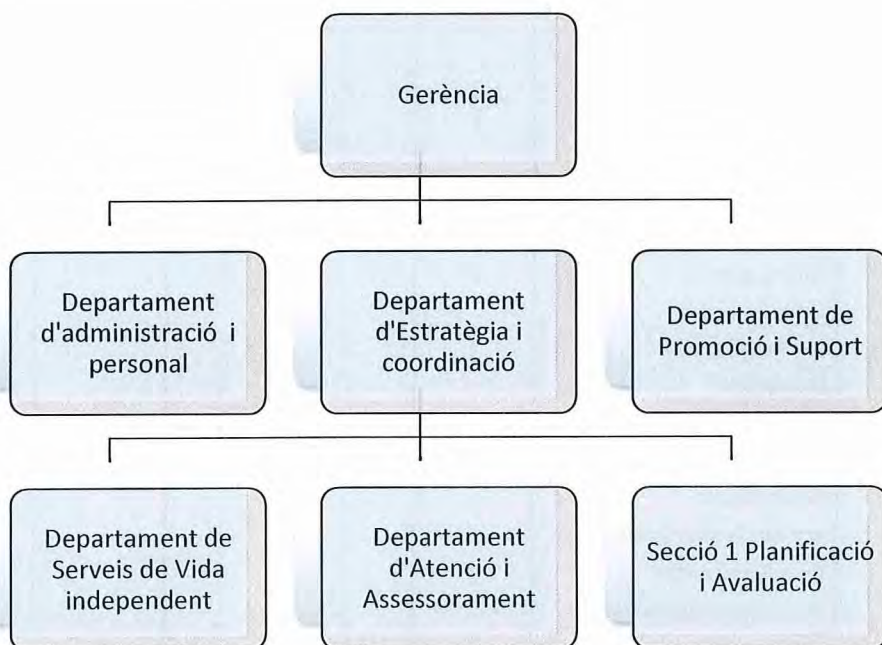 Gerència
Departament
d'administració i
personal
Departament
d'Estratègia i
coordinació
Departament de
Promoció i Suport
Departament de
Serveis de Vida
independent
Departament
d'Atenció i
Assessorament
Secció 1 Planificació
i Avaluació